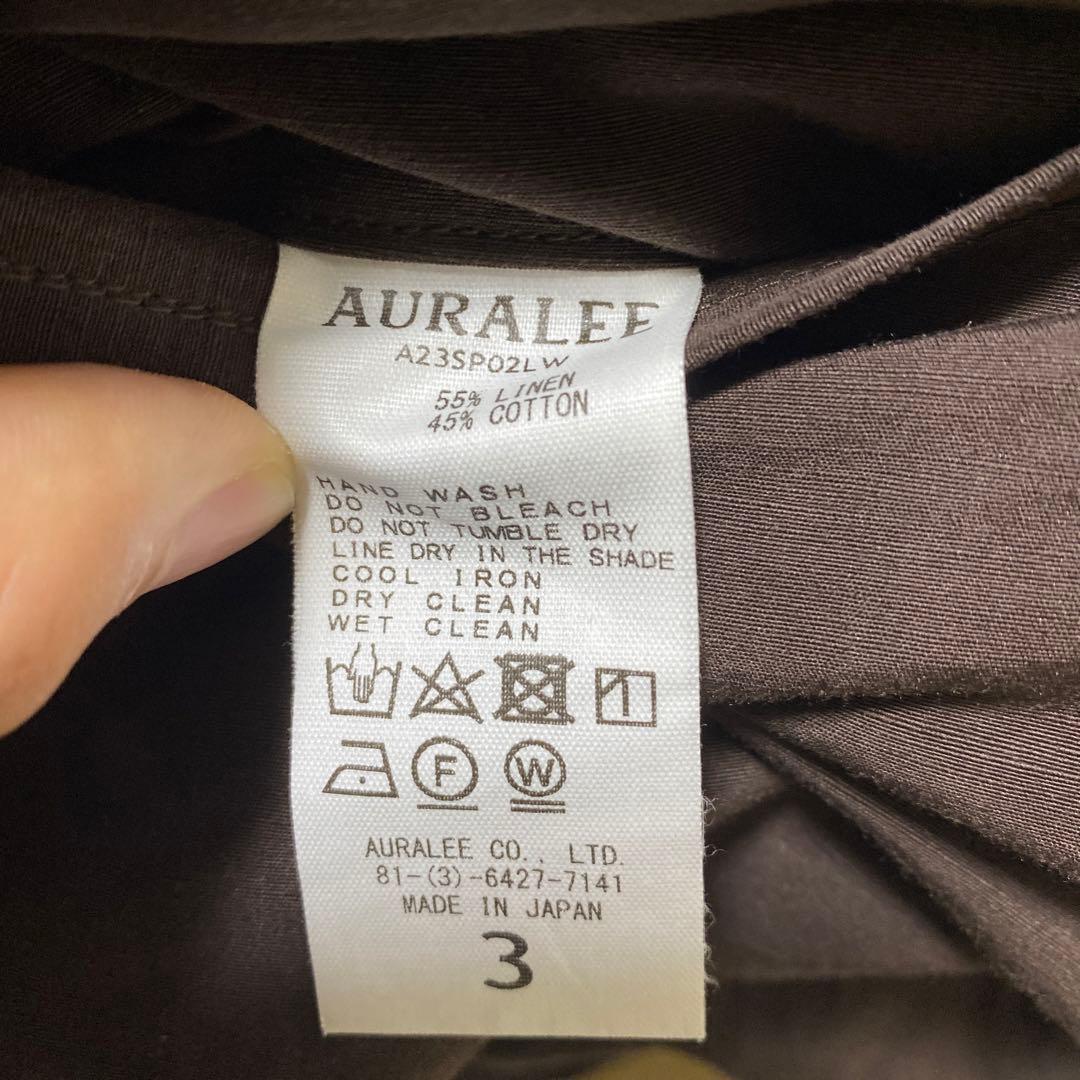 AURALEE
A23SP02LW
55% LINEN
45% COTTON
HAND WASH
DO NOT BLEACH
DO NOT TUMBLE DRY
LINE DRY IN THE SHADE
COOL IRON
DRY CLEAN
WET CLEAN
F W
AURALEE CO., LTD.
81-(3)-6427-7141
MADE IN JAPAN
3